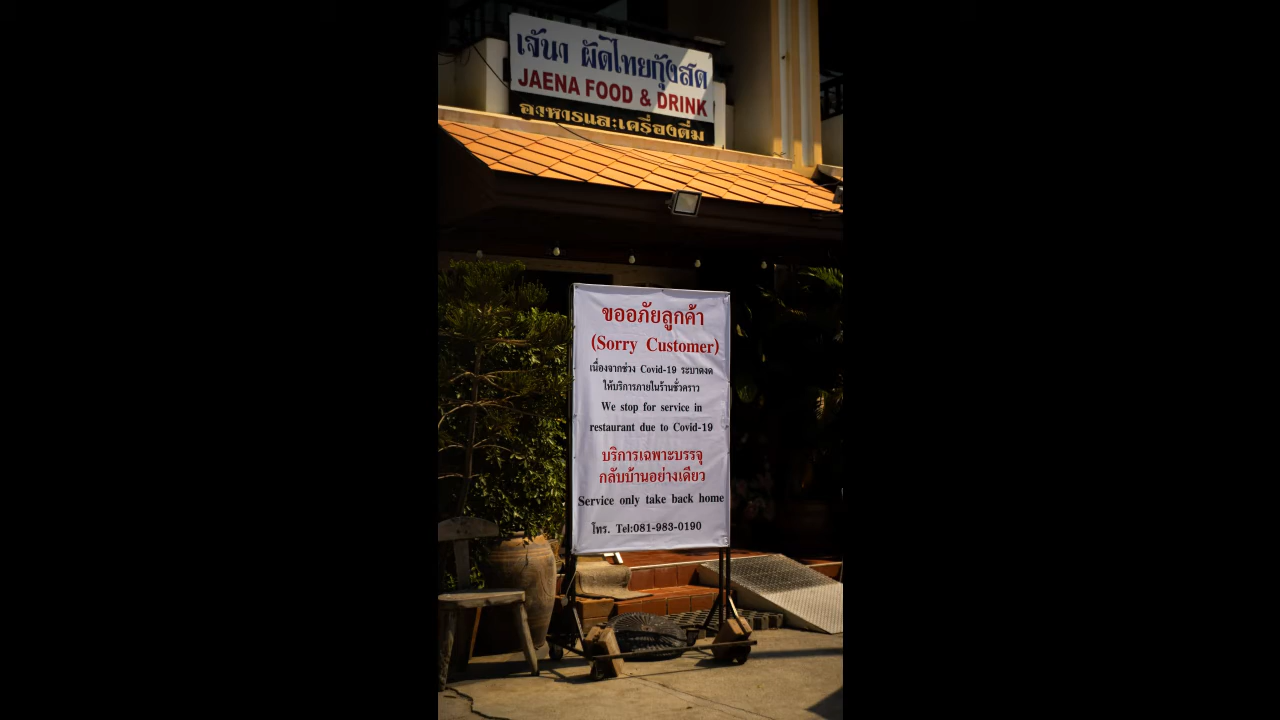 เจ้นา ผัดไทยกุ้งสด
JAENA FOOD & DRINK
อาหารและเครื่องดื่ม
ขออภัยลูกค้า
(Sorry Customer)
เนื่องจากช่วง Covid-19 ระบาดงด
ให้บริการภายในร้านชั่วคราว
We stop for service in
restaurant due to Covid-19
บริการเฉพาะบรรจุ
กลับบ้านอย่างเดียว
Service only take back home
โทร. Tel:081-983-0190